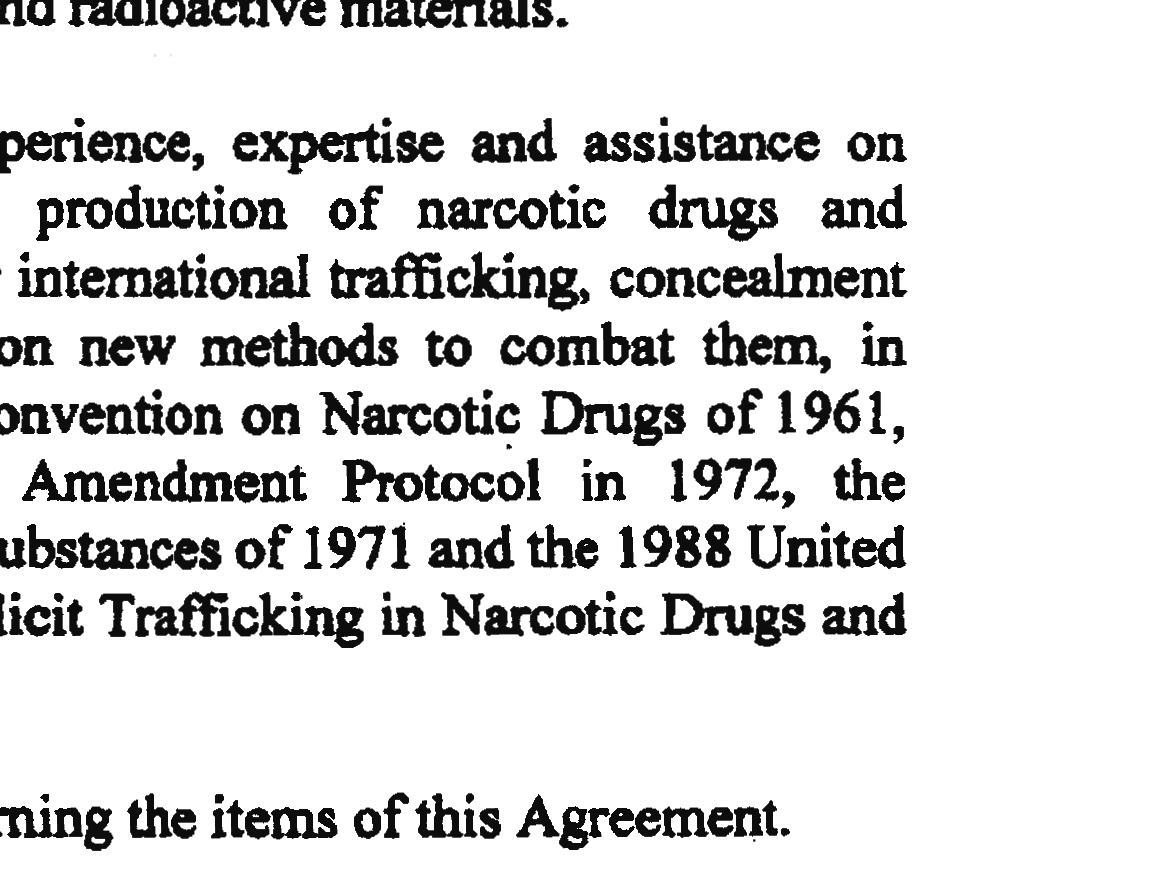 nd radioactive materials.
perience, expertise and assistance on
production of narcotic drugs and
international trafficking, concealment
on new methods to combat them, in
onvention on Narcotic Drugs of 1961,
Amendment Protocol in 1972, the
ubstances of 1971 and the 1988 United
licit Trafficking in Narcotic Drugs and
rning the items of this Agreement.